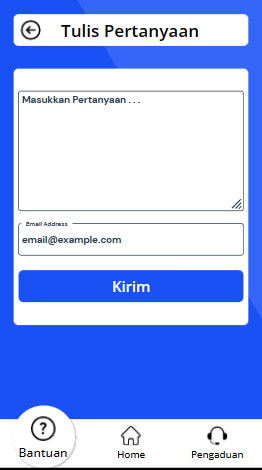 Tulis Pertanyaan
Masukkan Pertanyaan . . .
Email Address
email@example.com
Kirim
?
Bantuan
Home
Pengaduan